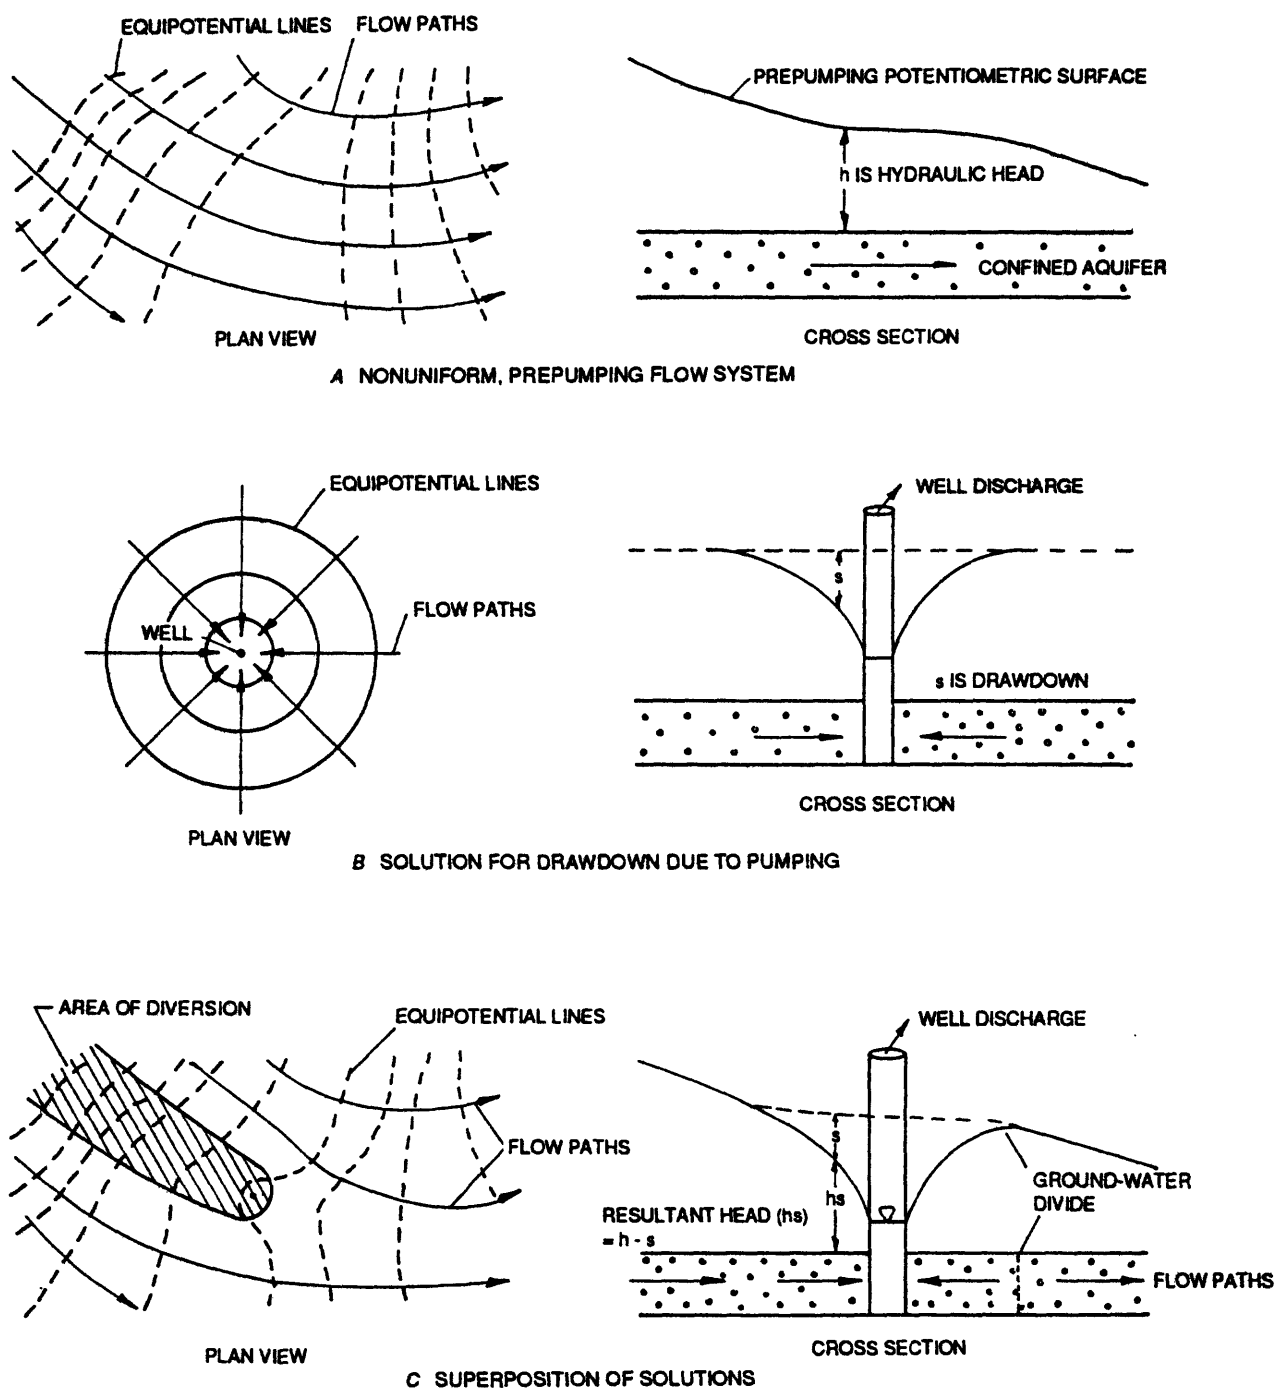 EQUIPOTENTIAL LINES
FLOW PATHS
PREPUMPING POTENTIOMETRIC SURFACE
h IS HYDRAULIC HEAD
CONFINED AQUIFER
PLAN VIEW
CROSS SECTION
A NONUNIFORM, PREPUMPING FLOW SYSTEM
EQUIPOTENTIAL LINES
WELL DISCHARGE
s
FLOW PATHS
WELL
s IS DRAWDOWN
CROSS SECTION
PLAN VIEW
B SOLUTION FOR DRAWDOWN DUE TO PUMPING
AREA OF DIVERSION
EQUIPOTENTIAL LINES
WELL DISCHARGE
s
FLOW PATHS
GROUND-WATER
DIVIDE
hs
RESULTANT HEAD (hs)
= h - s
FLOW PATHS
PLAN VIEW
CROSS SECTION
C SUPERPOSITION OF SOLUTIONS